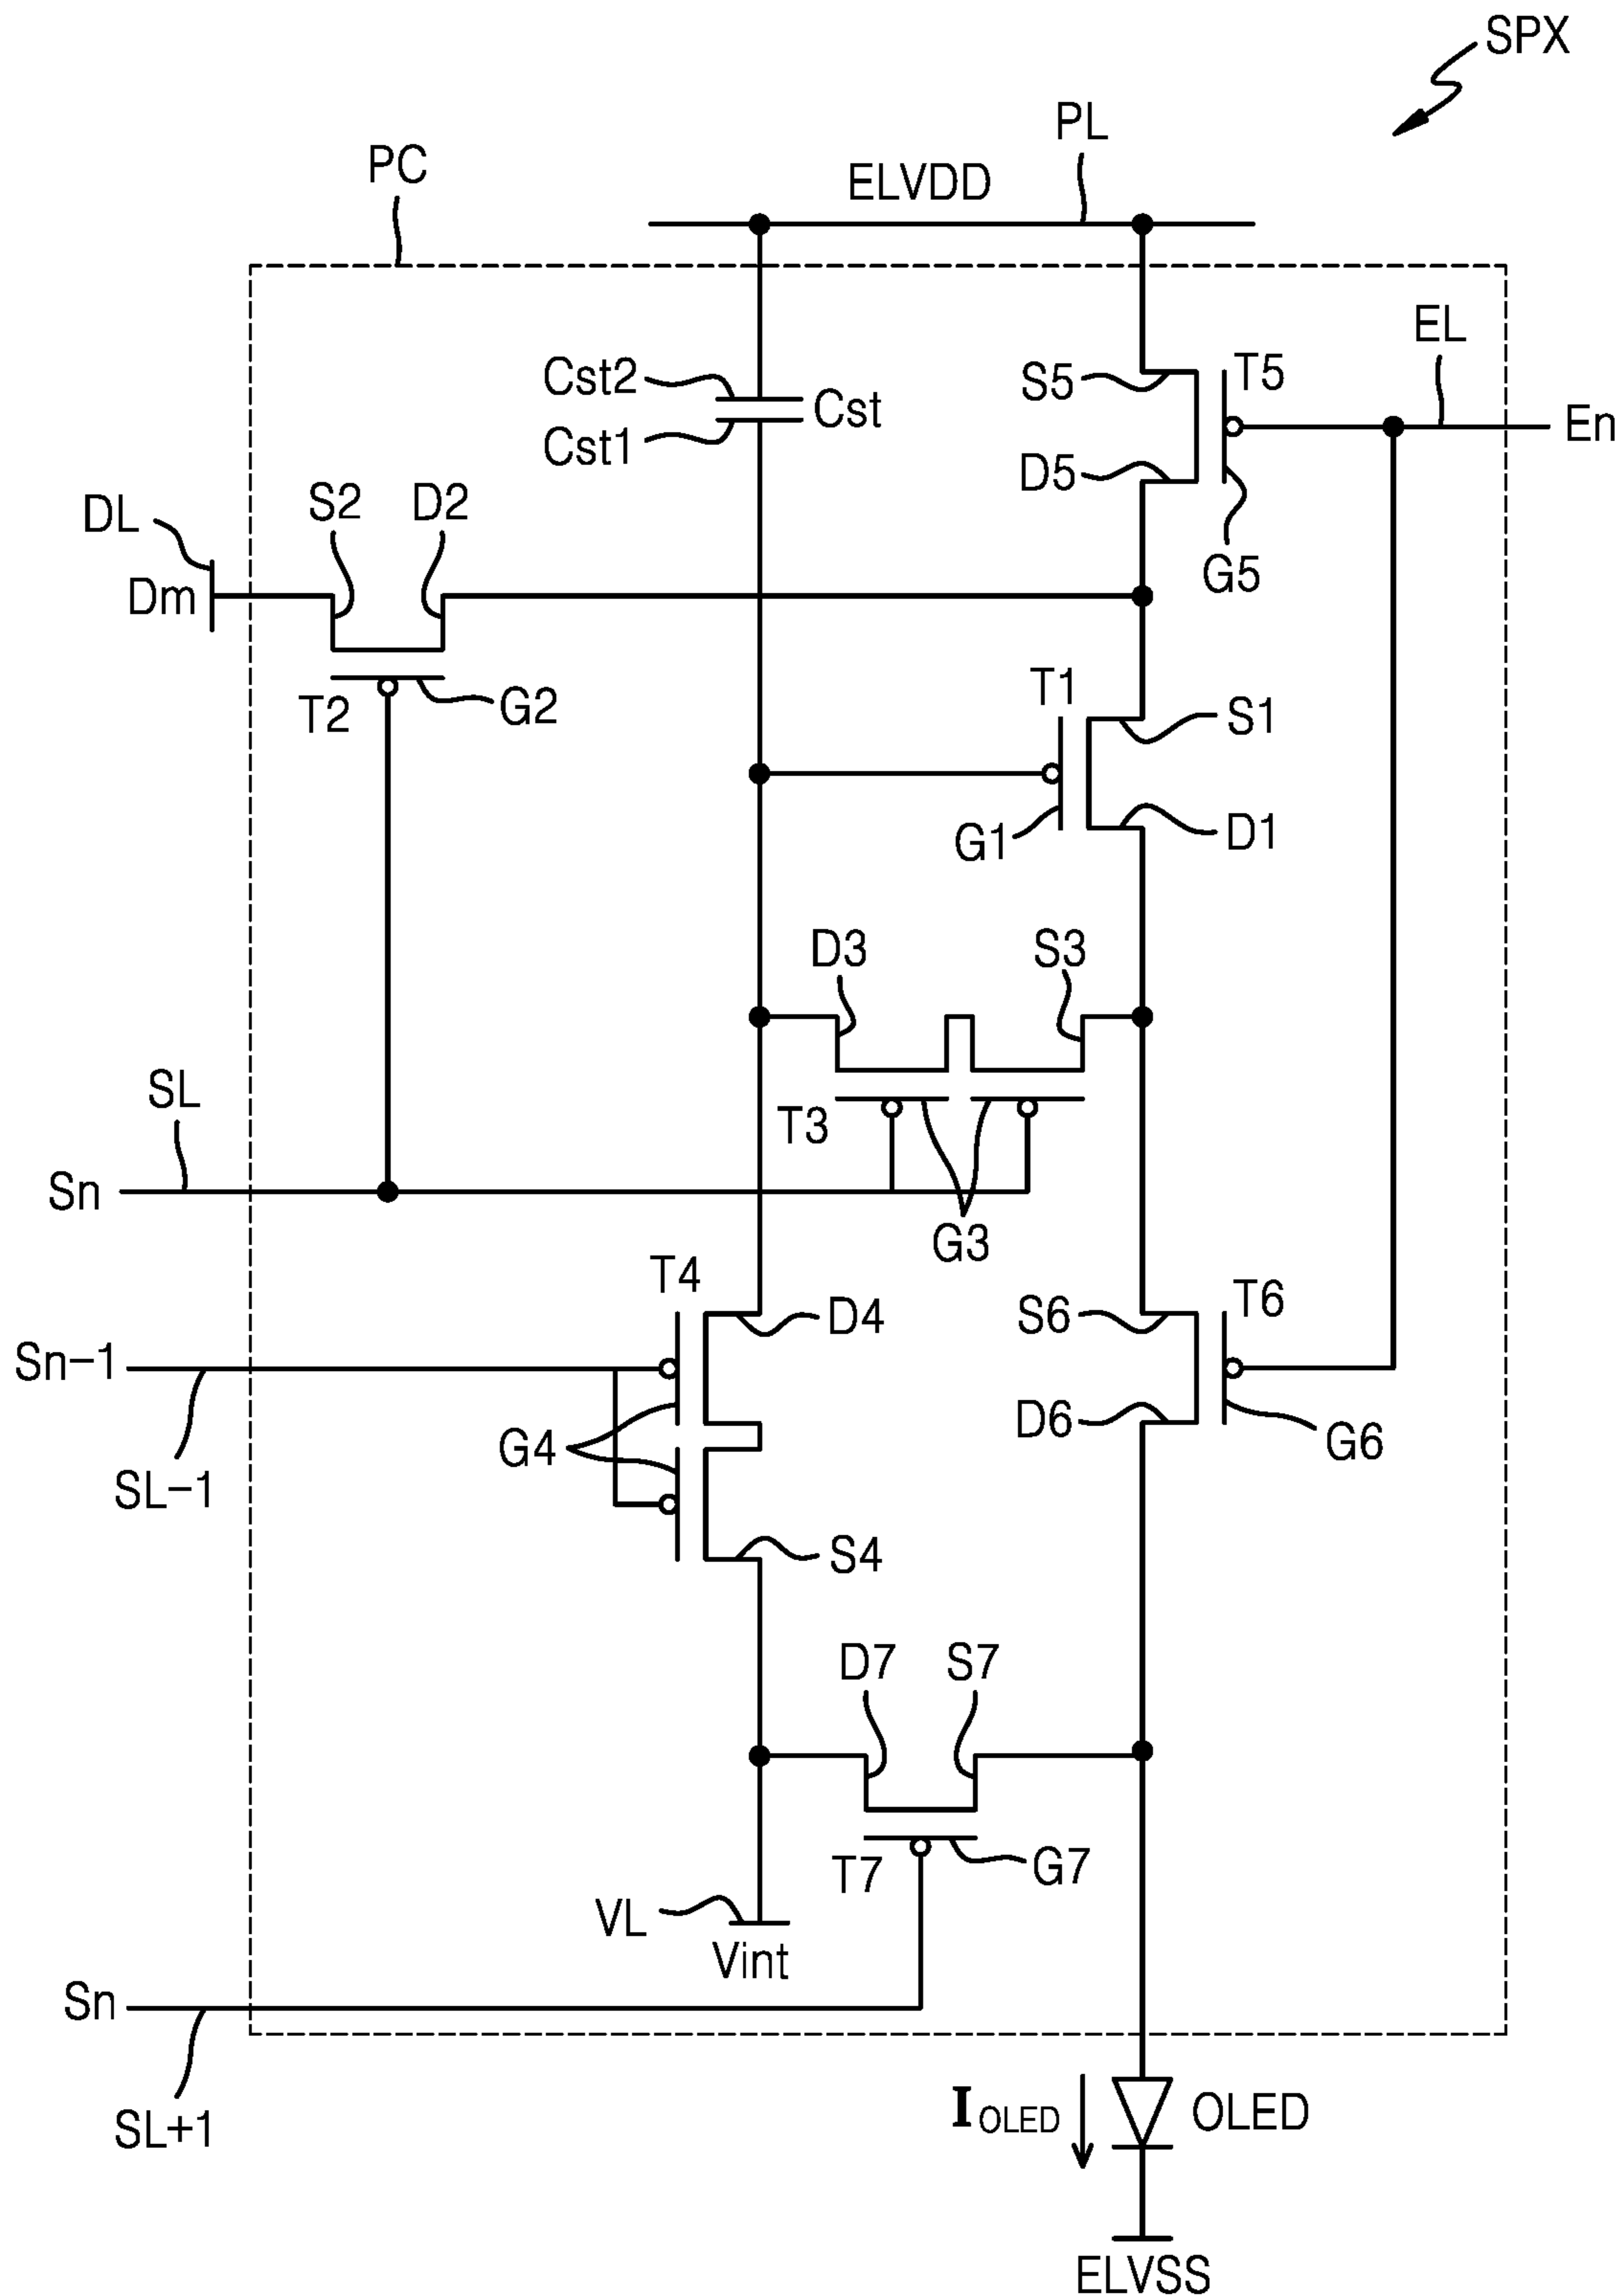 SPX
PL
PC
ELVDD
EL
Cst2
Cst
S5
T5
En
Cst1
D5
S2
D2
DL
G5
Dm
T1
T2
G2
S1
G1
D1
D3
S3
SL
T3
Sn
G3
T4
D4
S6
T6
Sn-1
D6
G4
G6
SL-1
S4
D7
S7
T7
G7
VL
Vint
Sn
SL+1
IOLED
OLED
ELVSS